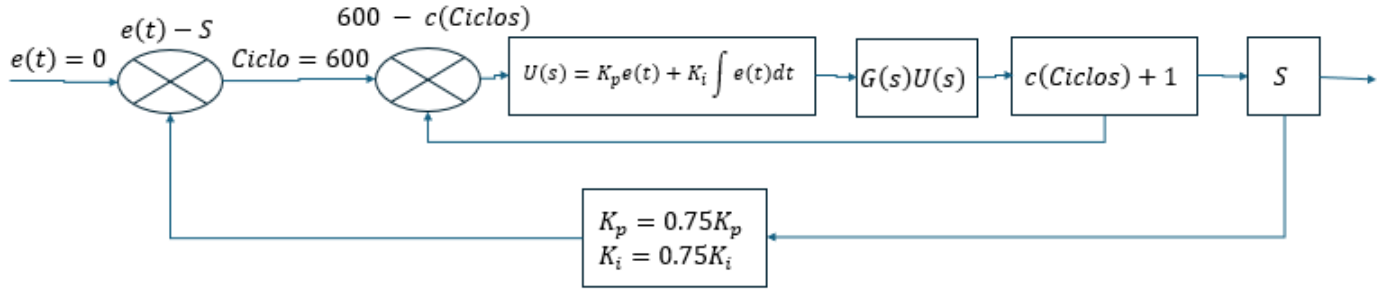 e(t) = 0
e(t) − S
Ciclo = 600
600 − c(Ciclos)
U(s) = K_p e(t) + K_i ∫ e(t)dt
G(s)U(s)
c(Ciclos) + 1
S
K_p = 0.75K_p
K_i = 0.75K_i